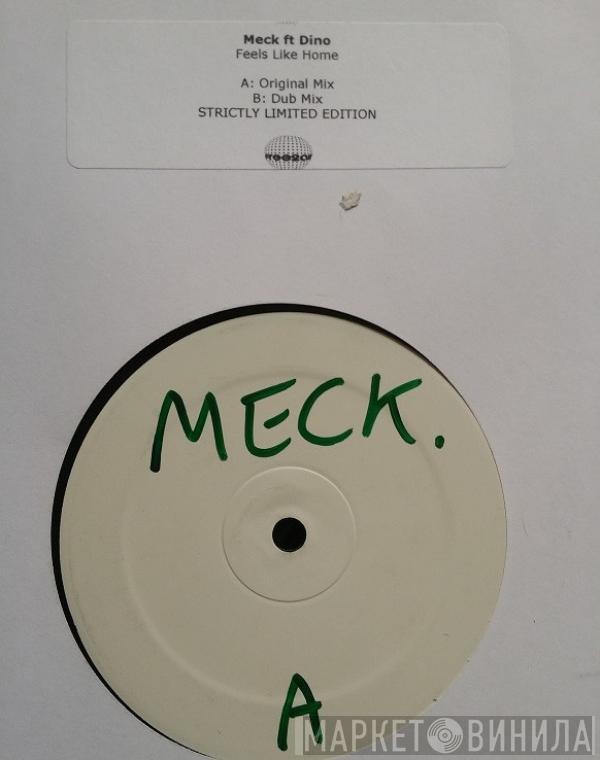 Meck ft Dino
Feels Like Home
A: Original Mix
B: Dub Mix
STRICTLY LIMITED EDITION
MECK.
A
МАРКЕТ ВИНИЛА